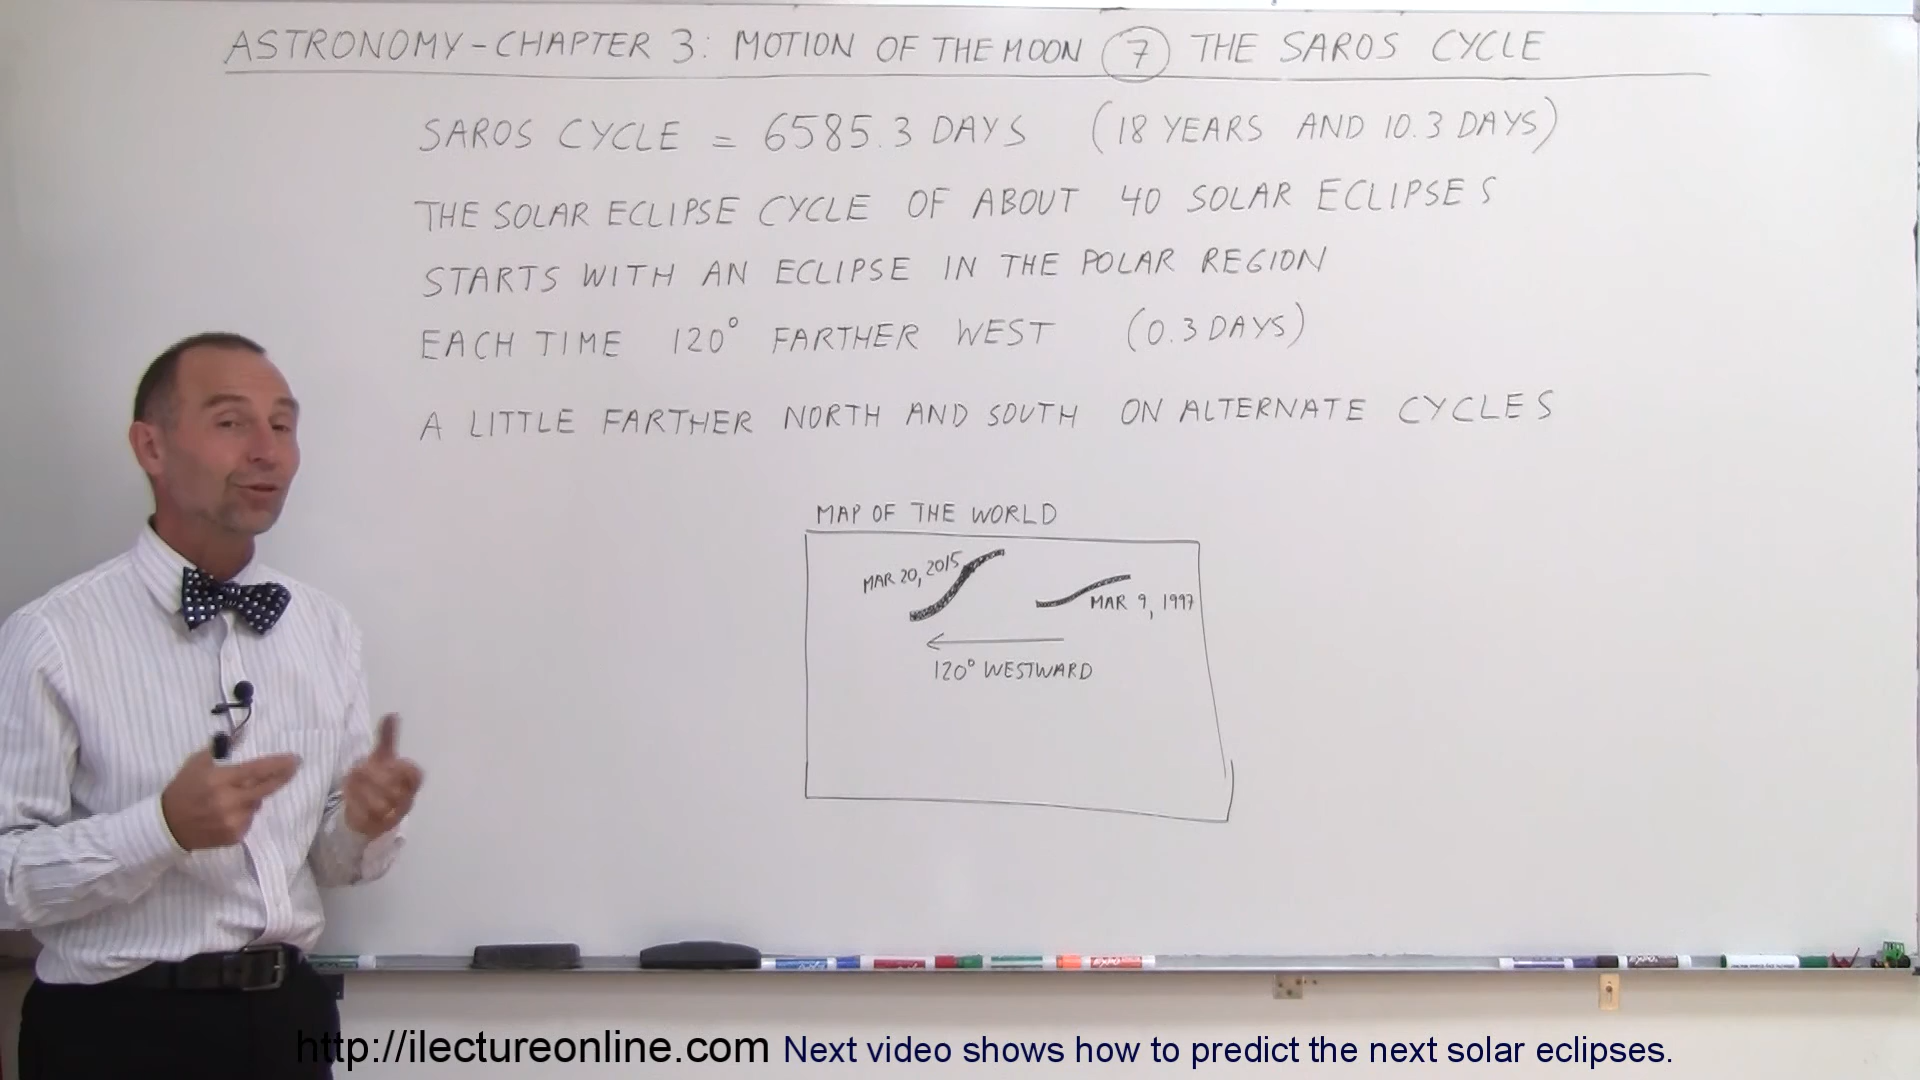 ASTRONOMY - CHAPTER 3: MOTION OF THE MOON 7 THE SAROS CYCLE
SAROS CYCLE = 6585.3 DAYS (18 YEARS AND 10.3 DAYS)
THE SOLAR ECLIPSE CYCLE OF ABOUT 40 SOLAR ECLIPSES
STARTS WITH AN ECLIPSE IN THE POLAR REGION
EACH TIME 120° FARTHER WEST (0.3 DAYS)
A LITTLE FARTHER NORTH AND SOUTH ON ALTERNATE CYCLES
MAP OF THE WORLD
MAR 20, 2015
MAR 9, 1997
120° WESTWARD
http://ilectureonline.com Next video shows how to predict the next solar eclipses.